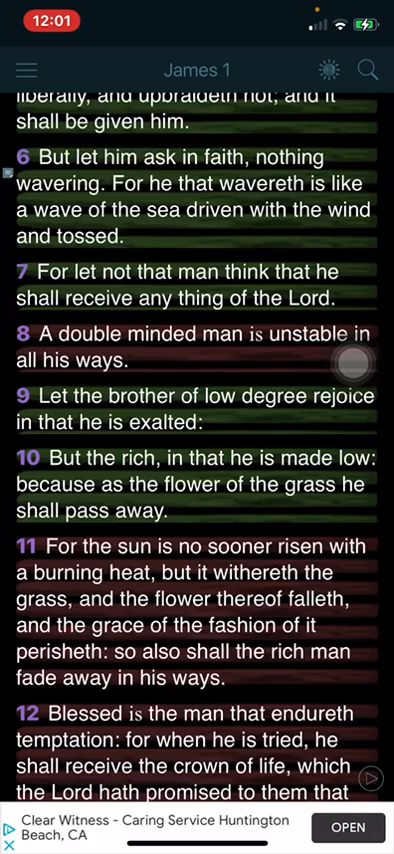 12:01
James 1
liberally, and upbraideth not; and it
shall be given him.
6 But let him ask in faith, nothing
wavering. For he that wavereth is like
a wave of the sea driven with the wind
and tossed.
7 For let not that man think that he
shall receive any thing of the Lord.
8 A double minded man is unstable in
all his ways.
9 Let the brother of low degree rejoice
in that he is exalted:
10 But the rich, in that he is made low:
because as the flower of the grass he
shall pass away.
11 For the sun is no sooner risen with
a burning heat, but it withereth the
grass, and the flower thereof falleth,
and the grace of the fashion of it
perisheth: so also shall the rich man
fade away in his ways.
12 Blessed is the man that endureth
temptation: for when he is tried, he
shall receive the crown of life, which
the Lord hath promised to them that
Clear Witness - Caring Service Huntington
Beach, CA
OPEN